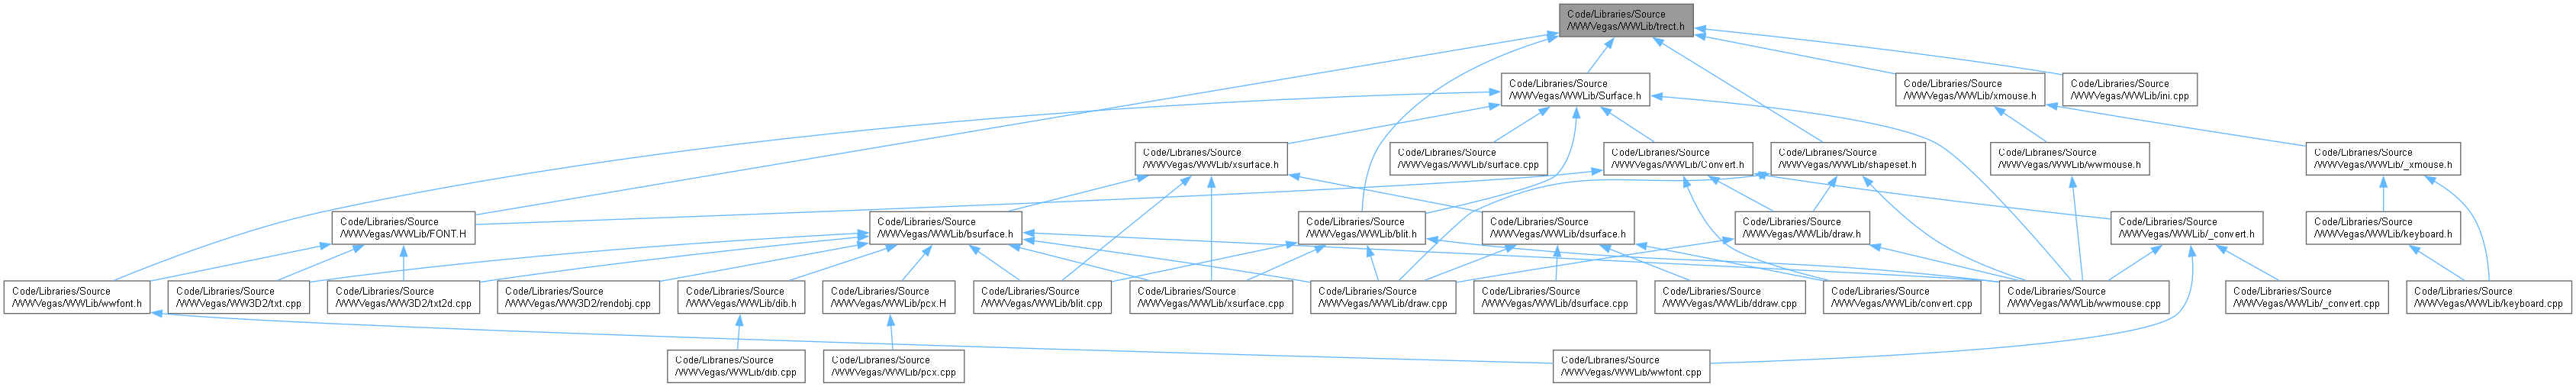 Code/Libraries/Source
/WWVegas/WWLib/trect.h
Code/Libraries/Source
/WWVegas/WWLib/Surface.h
Code/Libraries/Source
/WWVegas/WWLib/xmouse.h
Code/Libraries/Source
/WWVegas/WWLib/ini.cpp
Code/Libraries/Source
/WWVegas/WWLib/xsurface.h
Code/Libraries/Source
/WWVegas/WWLib/surface.cpp
Code/Libraries/Source
/WWVegas/WWLib/Convert.h
Code/Libraries/Source
/WWVegas/WWLib/shapeset.h
Code/Libraries/Source
/WWVegas/WWLib/wwmouse.h
Code/Libraries/Source
/WWVegas/WWLib/_xmouse.h
Code/Libraries/Source
/WWVegas/WWLib/FONT.H
Code/Libraries/Source
/WWVegas/WWLib/bsurface.h
Code/Libraries/Source
/WWVegas/WWLib/blit.h
Code/Libraries/Source
/WWVegas/WWLib/dsurface.h
Code/Libraries/Source
/WWVegas/WWLib/draw.h
Code/Libraries/Source
/WWVegas/WWLib/_convert.h
Code/Libraries/Source
/WWVegas/WWLib/keyboard.h
Code/Libraries/Source
/WWVegas/WWLib/wwfont.h
Code/Libraries/Source
/WWVegas/WW3D2/txt.cpp
Code/Libraries/Source
/WWVegas/WW3D2/txt2d.cpp
Code/Libraries/Source
/WWVegas/WW3D2/rendobj.cpp
Code/Libraries/Source
/WWVegas/WWLib/dib.h
Code/Libraries/Source
/WWVegas/WWLib/pcx.H
Code/Libraries/Source
/WWVegas/WWLib/blit.cpp
Code/Libraries/Source
/WWVegas/WWLib/xsurface.cpp
Code/Libraries/Source
/WWVegas/WWLib/draw.cpp
Code/Libraries/Source
/WWVegas/WWLib/dsurface.cpp
Code/Libraries/Source
/WWVegas/WWLib/ddraw.cpp
Code/Libraries/Source
/WWVegas/WWLib/convert.cpp
Code/Libraries/Source
/WWVegas/WWLib/wwmouse.cpp
Code/Libraries/Source
/WWVegas/WWLib/_convert.cpp
Code/Libraries/Source
/WWVegas/WWLib/keyboard.cpp
Code/Libraries/Source
/WWVegas/WWLib/dib.cpp
Code/Libraries/Source
/WWVegas/WWLib/pcx.cpp
Code/Libraries/Source
/WWVegas/WWLib/wwfont.cpp